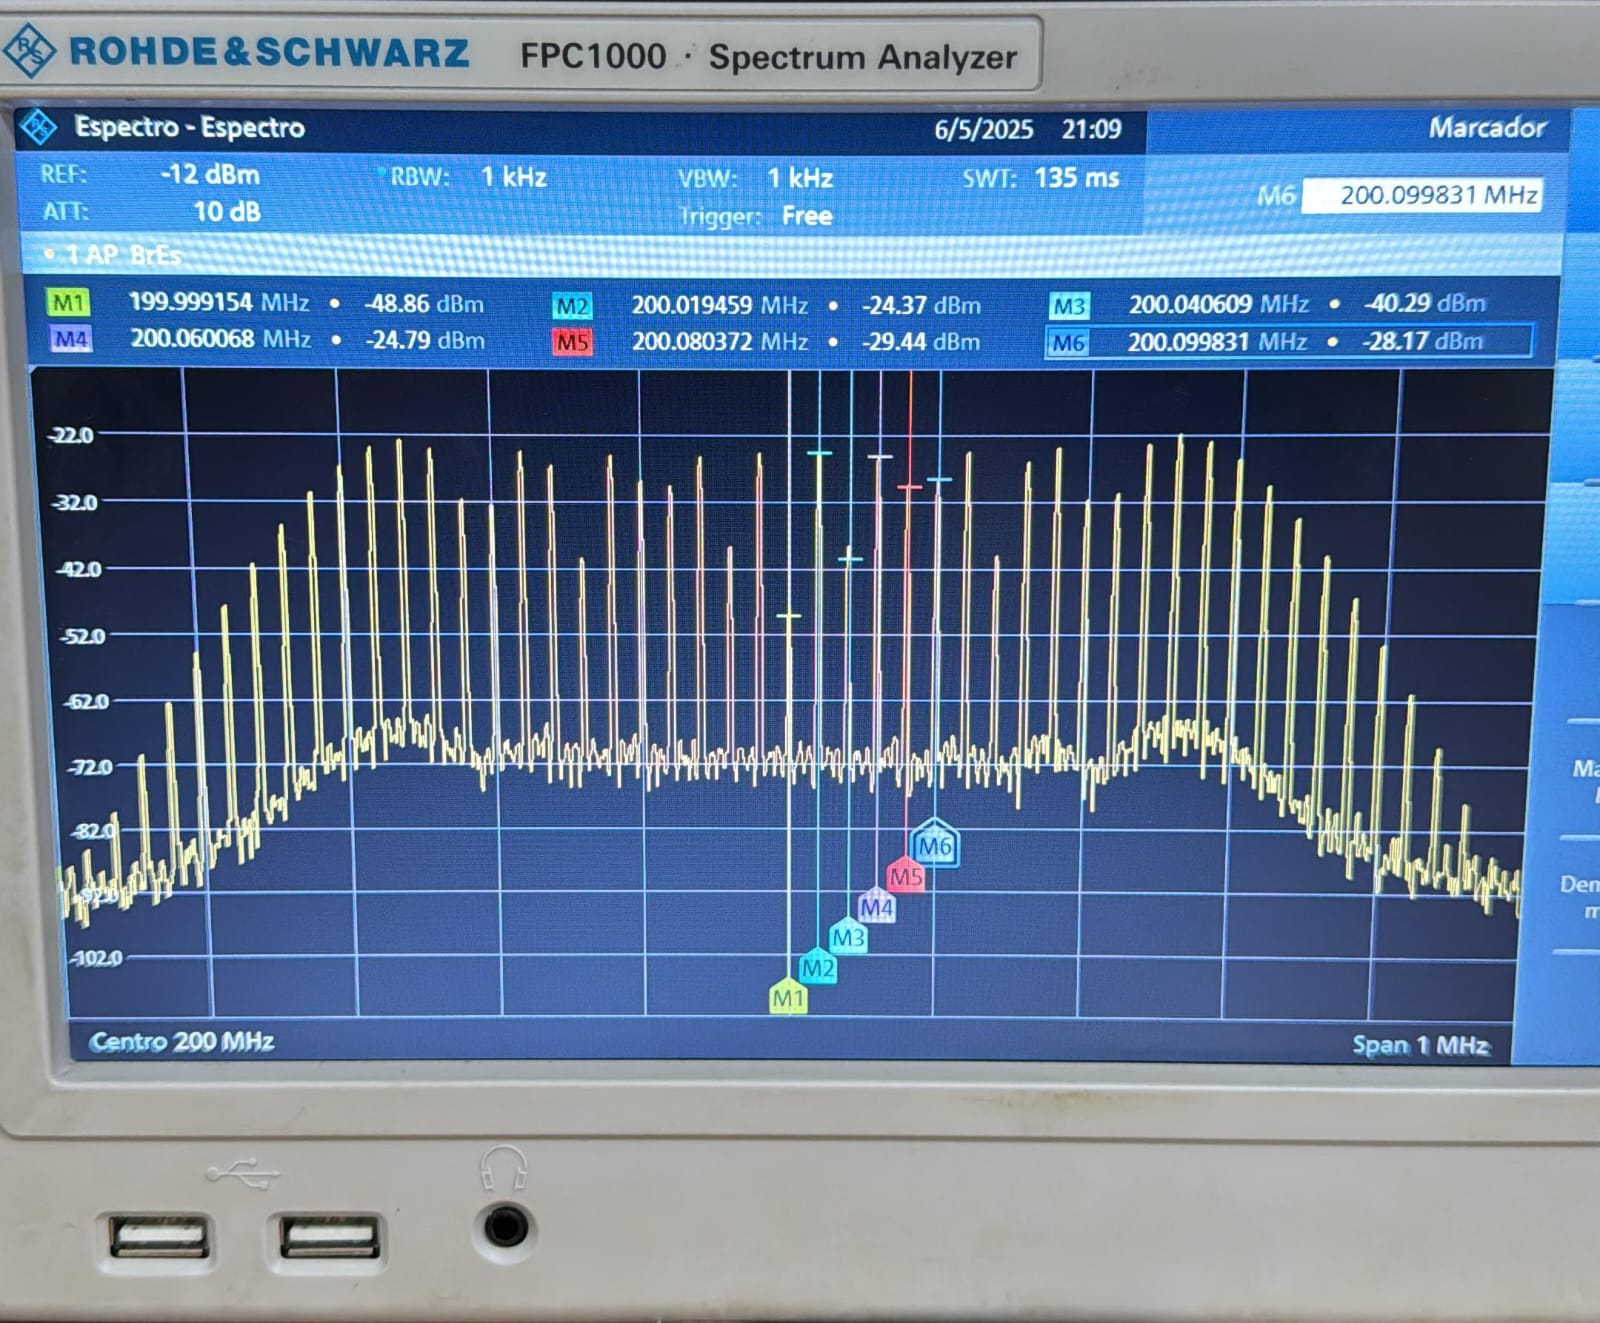 ROHDE&SCHWARZ FPC1000 · Spectrum Analyzer
Espectro - Espectro 6/5/2025 21:09 Marcador
REF: -12 dBm RBW: 1 kHz VBW: 1 kHz SWT: 135 ms
M6 200.099831 MHz
ATT: 10 dB Trigger: Free
1 AP BrEs
M1 199.999154 MHz • -48.86 dBm M2 200.019459 MHz • -24.37 dBm M3 200.040609 MHz • -40.29 dBm
M4 200.060068 MHz • -24.79 dBm M5 200.080372 MHz • -29.44 dBm M6 200.099831 MHz • -28.17 dBm
-22.0
-32.0
-42.0
-52.0
-62.0
-72.0
-82.0
-92.0
-102.0
M6
M5
M4
M3
M2
M1
Centro 200 MHz Span 1 MHz